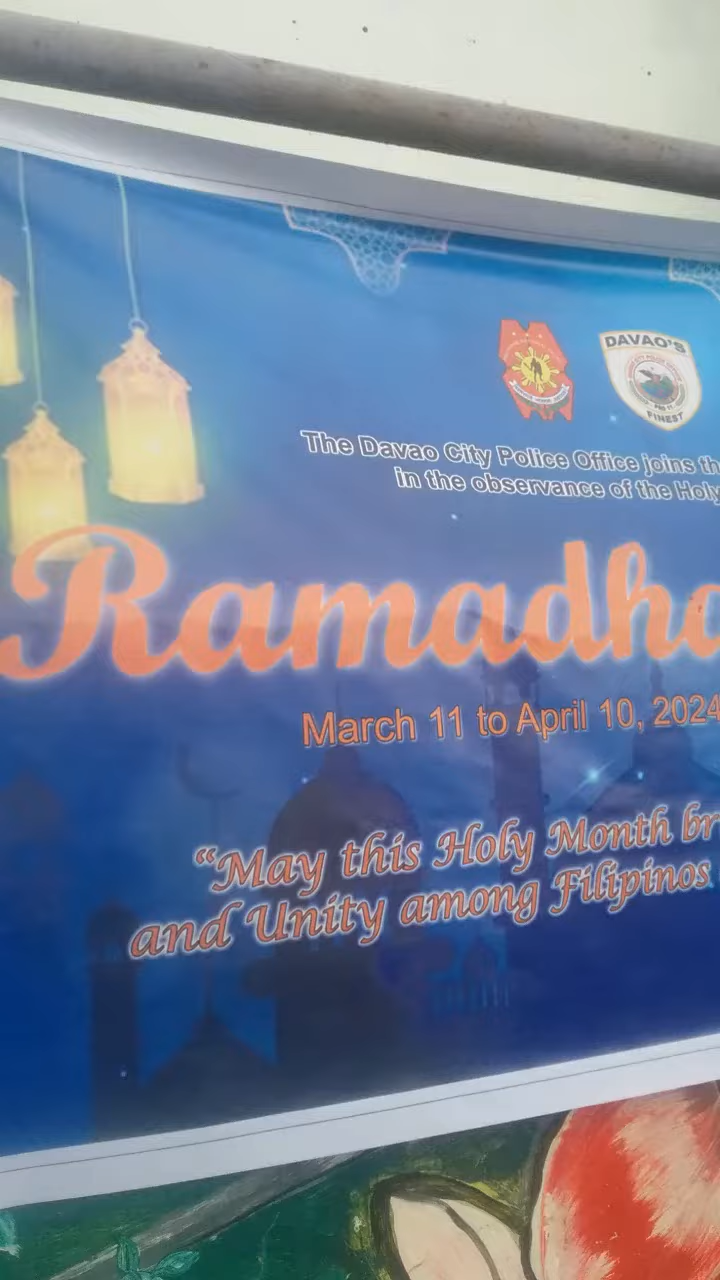 DAVAO'S
FINEST
The Davao City Police Office joins th
in the observance of the Holy
Ramadha
March 11 to April 10, 2024
“May this Holy Month br
and Unity among Filipinos